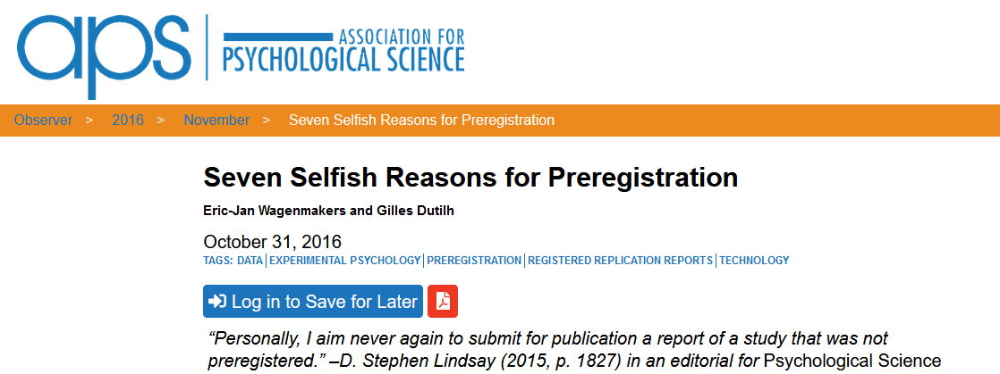 aps ASSOCIATION FOR
PSYCHOLOGICAL SCIENCE
Observer > 2016 > November > Seven Selfish Reasons for Preregistration
Seven Selfish Reasons for Preregistration
Eric-Jan Wagenmakers and Gilles Dutilh
October 31, 2016
TAGS: DATA| EXPERIMENTAL PSYCHOLOGY| PREREGISTRATION| REGISTERED REPLICATION REPORTS| TECHNOLOGY
Log in to Save for Later
“Personally, I aim never again to submit for publication a report of a study that was not
preregistered.” –D. Stephen Lindsay (2015, p. 1827) in an editorial for Psychological Science